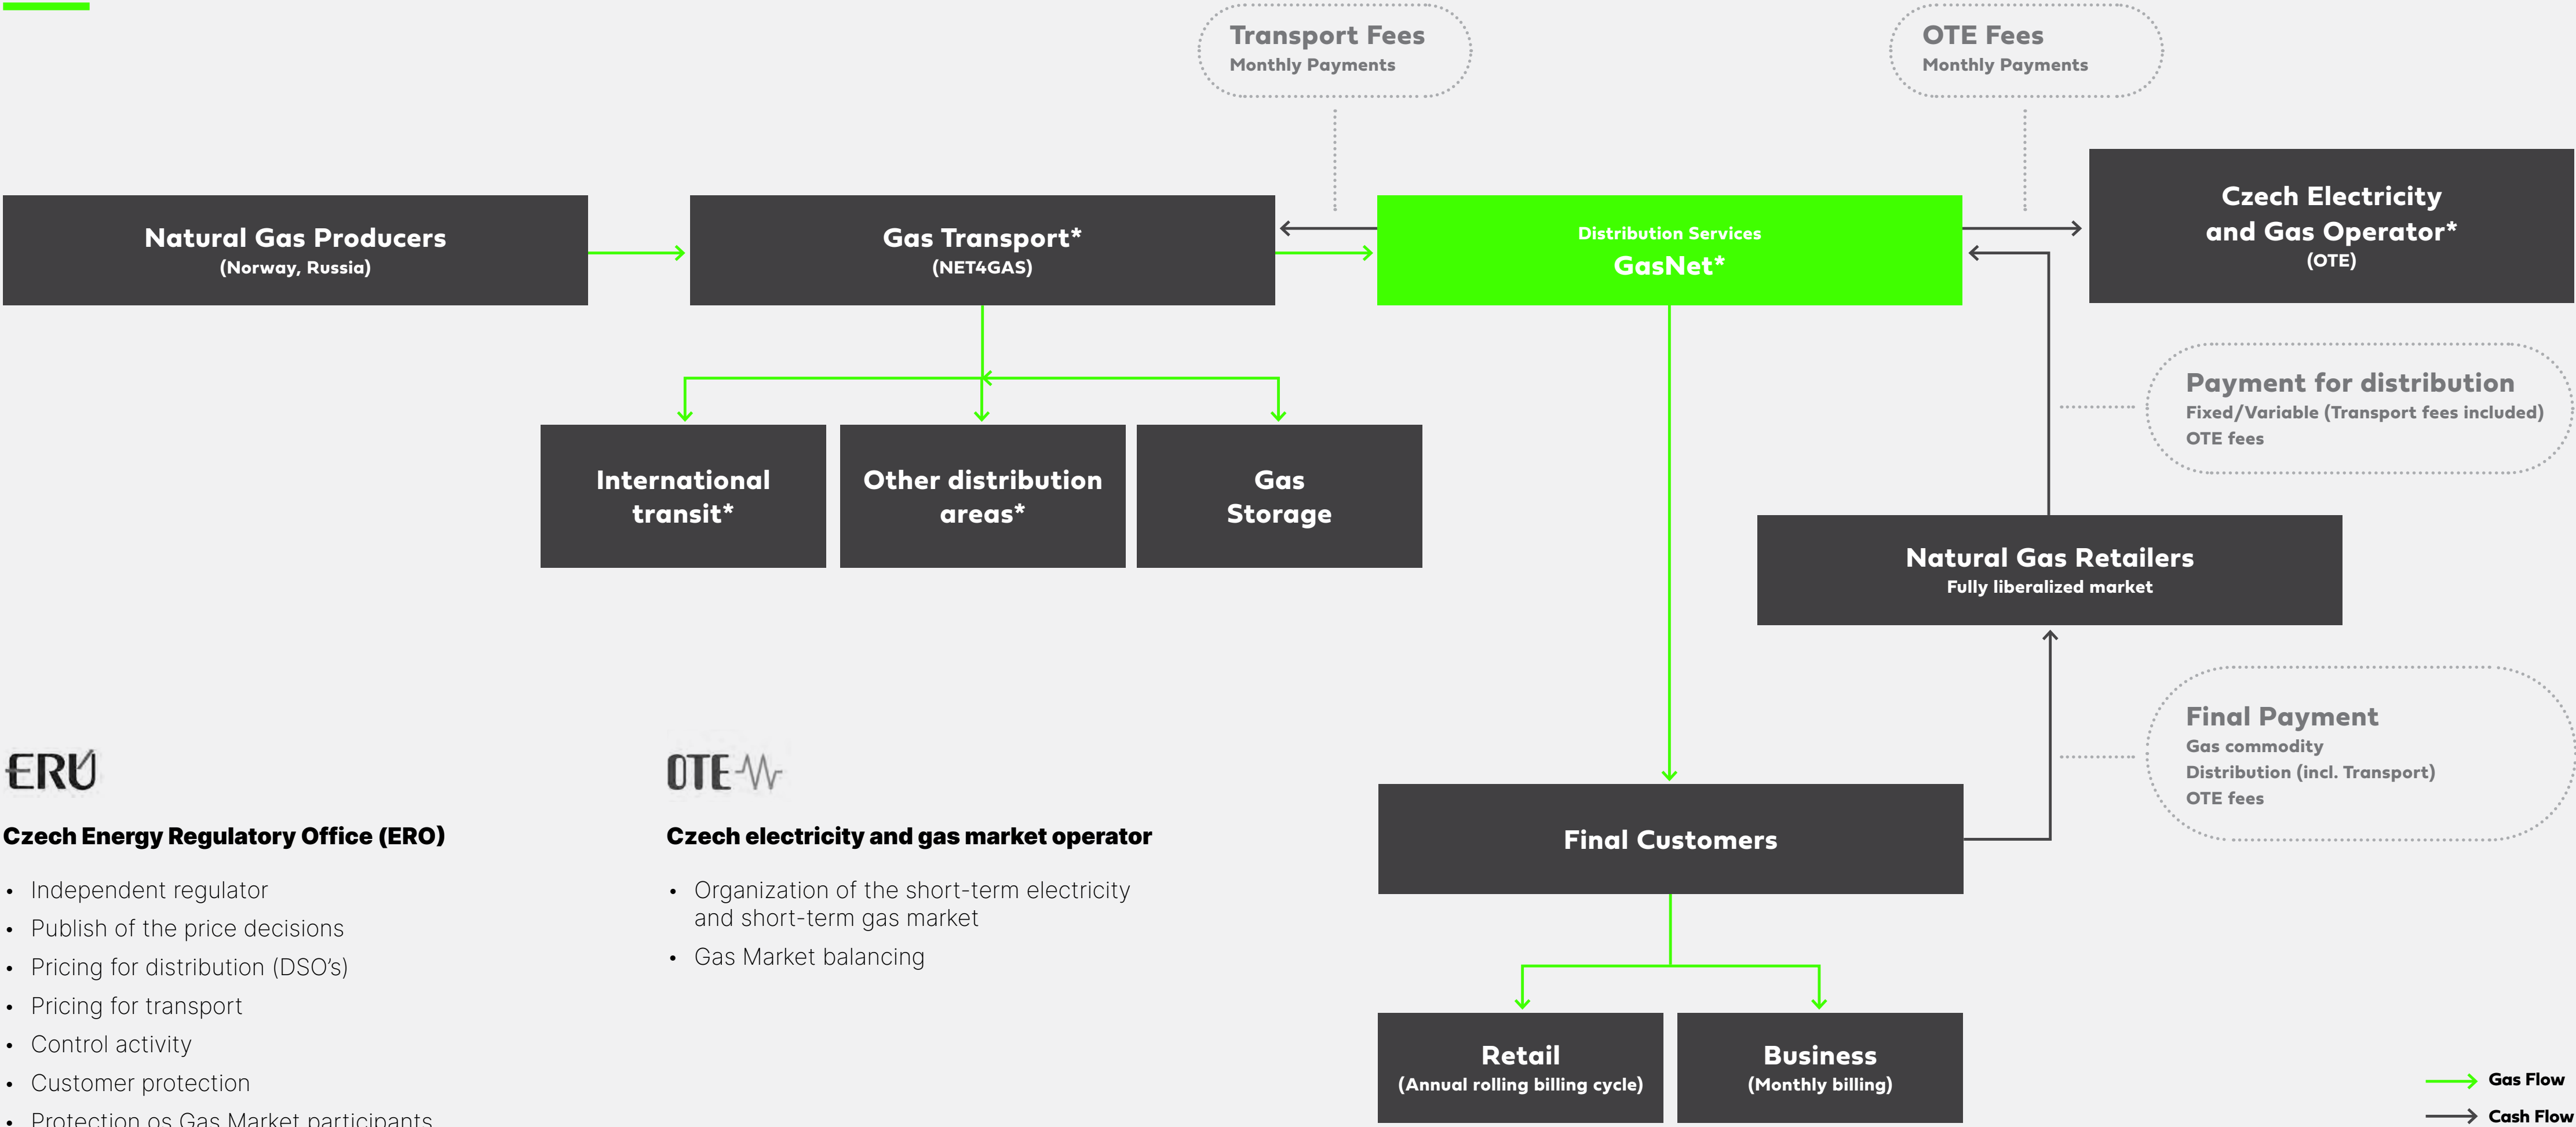 Transport Fees
Monthly Payments
OTE Fees
Monthly Payments
Natural Gas Producers
(Norway, Russia)
Gas Transport*
(NET4GAS)
Distribution Services
GasNet*
Czech Electricity
and Gas Operator*
(OTE)
Payment for distribution
Fixed/Variable (Transport fees included)
OTE fees
International
transit*
Other distribution
areas*
Gas
Storage
Natural Gas Retailers
Fully liberalized market
Final Payment
Gas commodity
Distribution (incl. Transport)
OTE fees
Final Customers
Retail
(Annual rolling billing cycle)
Business
(Monthly billing)
ERÚ
Czech Energy Regulatory Office (ERO)
• Independent regulator
• Publish of the price decisions
• Pricing for distribution (DSO’s)
• Pricing for transport
• Control activity
• Customer protection
• Protection os Gas Market participants
OTE
Czech electricity and gas market operator
• Organization of the short-term electricity
and short-term gas market
• Gas Market balancing
Gas Flow
Cash Flow